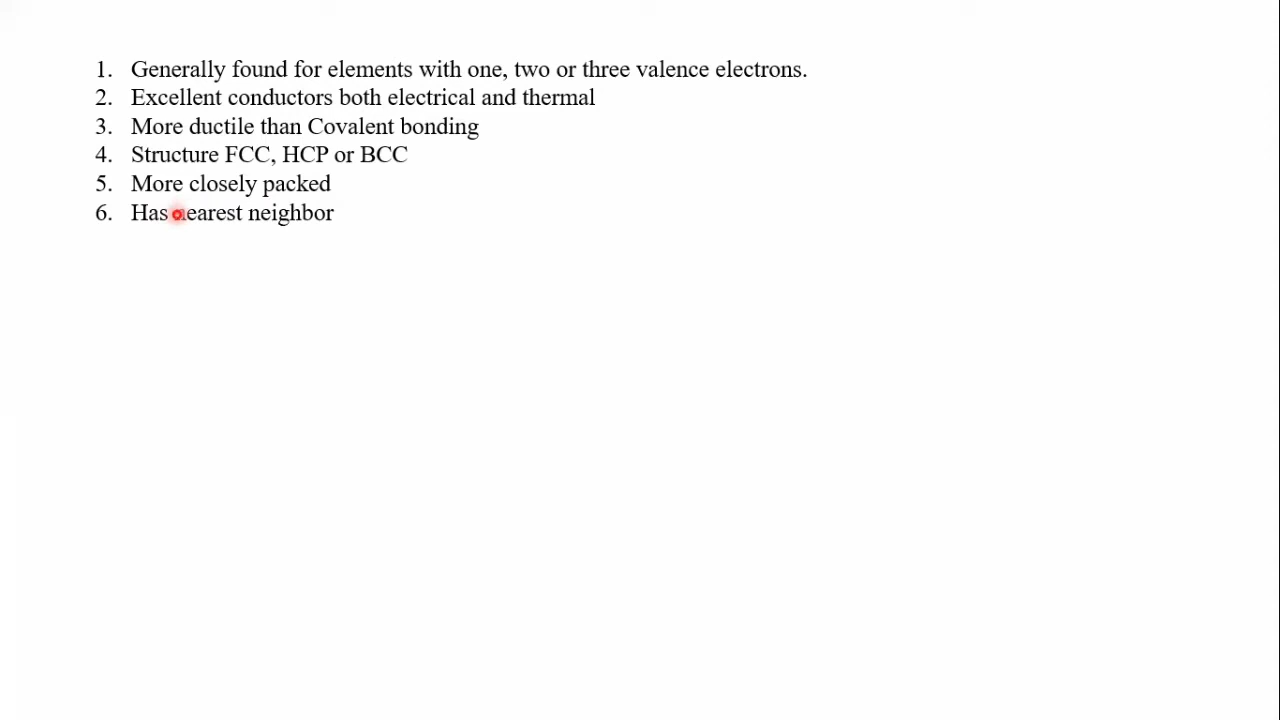 1. Generally found for elements with one, two or three valence electrons.
2. Excellent conductors both electrical and thermal
3. More ductile than Covalent bonding
4. Structure FCC, HCP or BCC
5. More closely packed
6. Has nearest neighbor